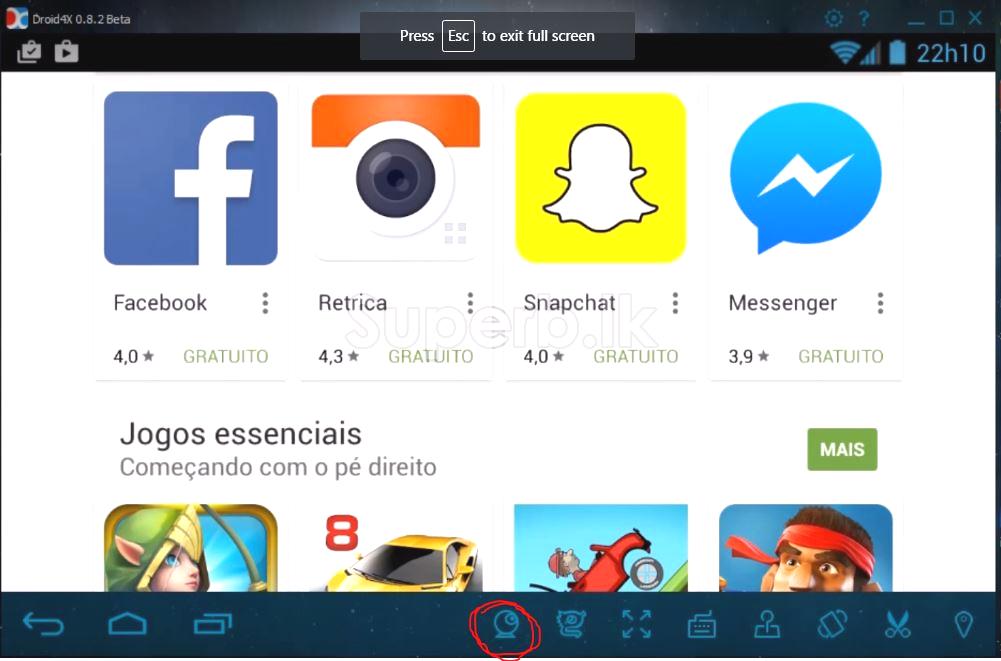 Droid4X 0.8.2 Beta
Press Esc to exit full screen
22h10
Facebook
Retrica
Snapchat
Messenger
Superb.lk
4,0 ★ GRATUITO
4,3 ★ GRATUITO
4,0 ★ GRATUITO
3,9 ★ GRATUITO
Jogos essenciais
Começando com o pé direito
MAIS
8